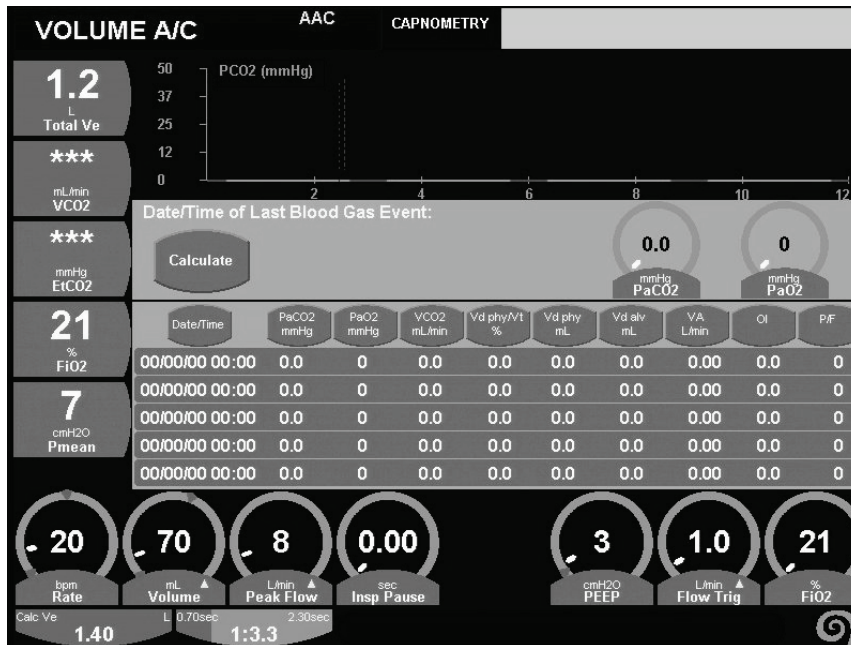 VOLUME A/C
AAC
CAPNOMETRY
1.2
L
Total Ve
***
mL/min
VCO2
***
mmHg
EtCO2
21
%
FiO2
7
cmH2O
Pmean
50
37
25
12
0
PCO2 (mmHg)
2 4 6 8 10 12
Date/Time of Last Blood Gas Event:
Calculate
0.0
mmHg
PaCO2
0
mmHg
PaO2
Date/Time PaCO2 mmHg PaO2 mmHg VCO2 mL/min Vd phy/Vt % Vd phy mL Vd alv mL VA L/min OI P/F
00/00/00 00:00 0.0 0 0.0 0.0 0.0 0.0 0.00 0.0 0
00/00/00 00:00 0.0 0 0.0 0.0 0.0 0.0 0.00 0.0 0
00/00/00 00:00 0.0 0 0.0 0.0 0.0 0.0 0.00 0.0 0
00/00/00 00:00 0.0 0 0.0 0.0 0.0 0.0 0.00 0.0 0
00/00/00 00:00 0.0 0 0.0 0.0 0.0 0.0 0.00 0.0 0
20
bpm
Rate
70
mL
Volume
8
L/min
Peak Flow
0.00
sec
Insp Pause
3
cmH2O
PEEP
1.0
L/min
Flow Trig
21
%
FiO2
Calc Ve L
1.40
0.70sec 2.30sec
1:3.3